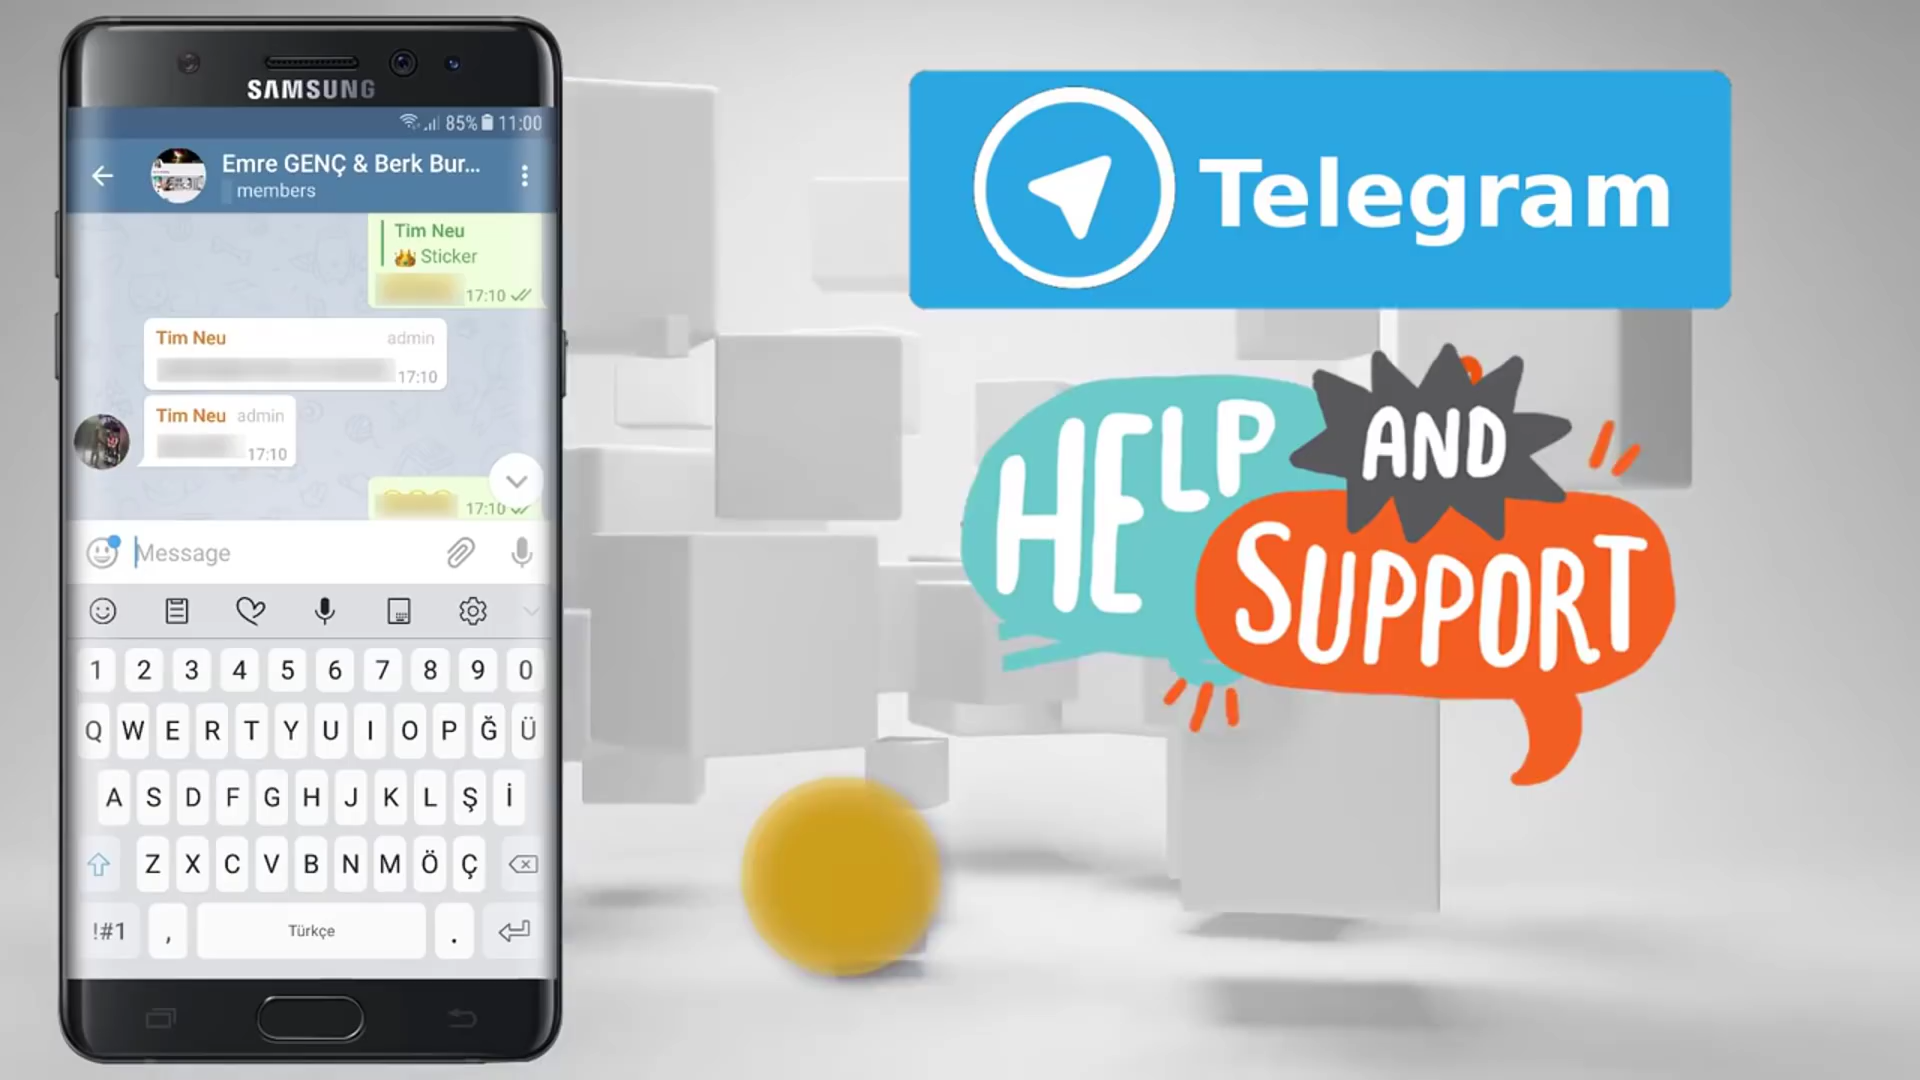 SAMSUNG
85% 11:00
Emre GENÇ & Berk Bur...
members
Tim Neu
Sticker
17:10
Tim Neu admin
17:10
Tim Neu admin
17:10
17:10
Message
1 2 3 4 5 6 7 8 9 0
Q W E R T Y U I O P Ğ Ü
A S D F G H J K L Ş İ
Z X C V B N M Ö Ç
!#1 , Türkçe .
Telegram
HELP
AND
SUPPORT